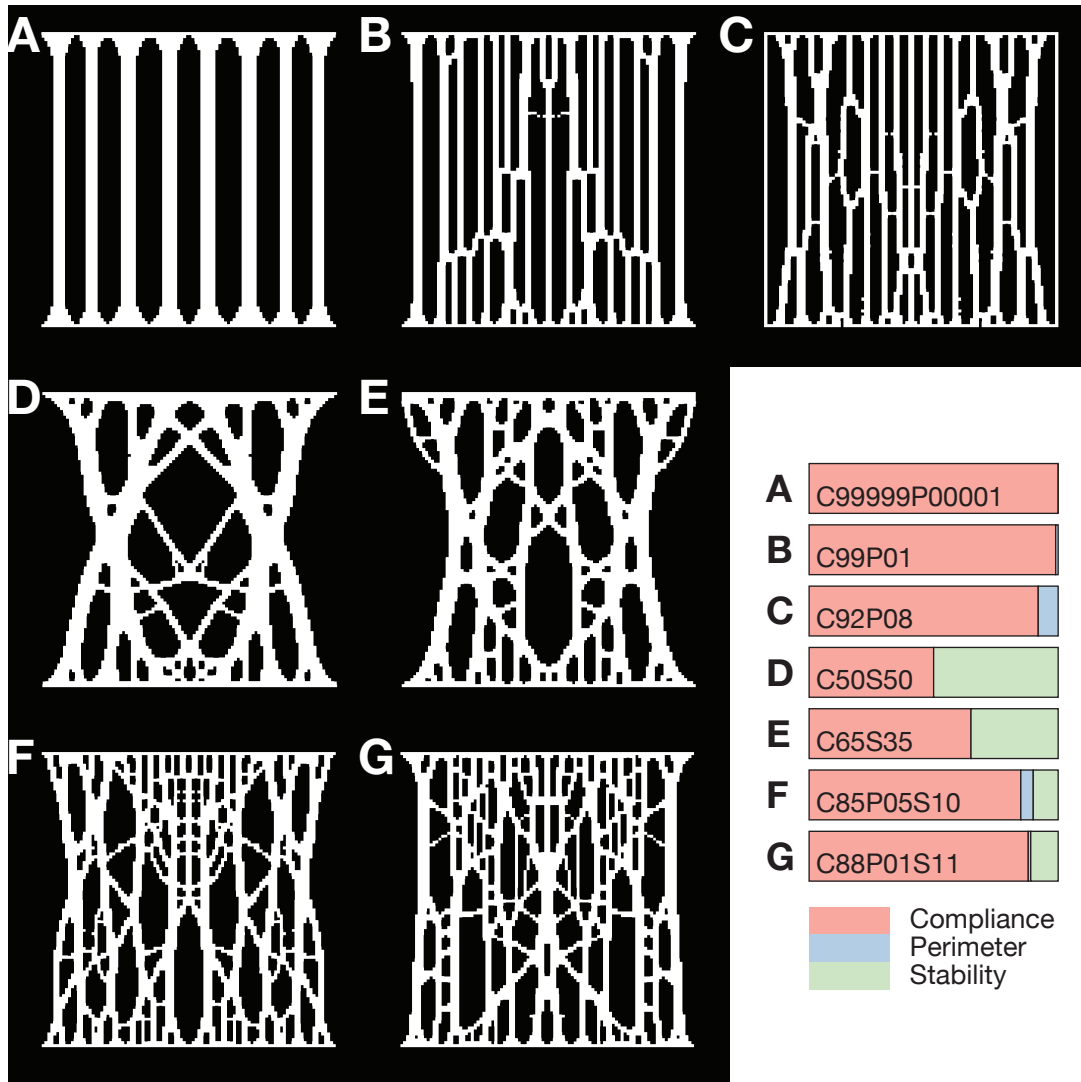 A
B
C
D
E
F
G
A C99999P00001
B C99P01
C C92P08
D C50S50
E C65S35
F C85P05S10
G C88P01S11
Compliance
Perimeter
Stability